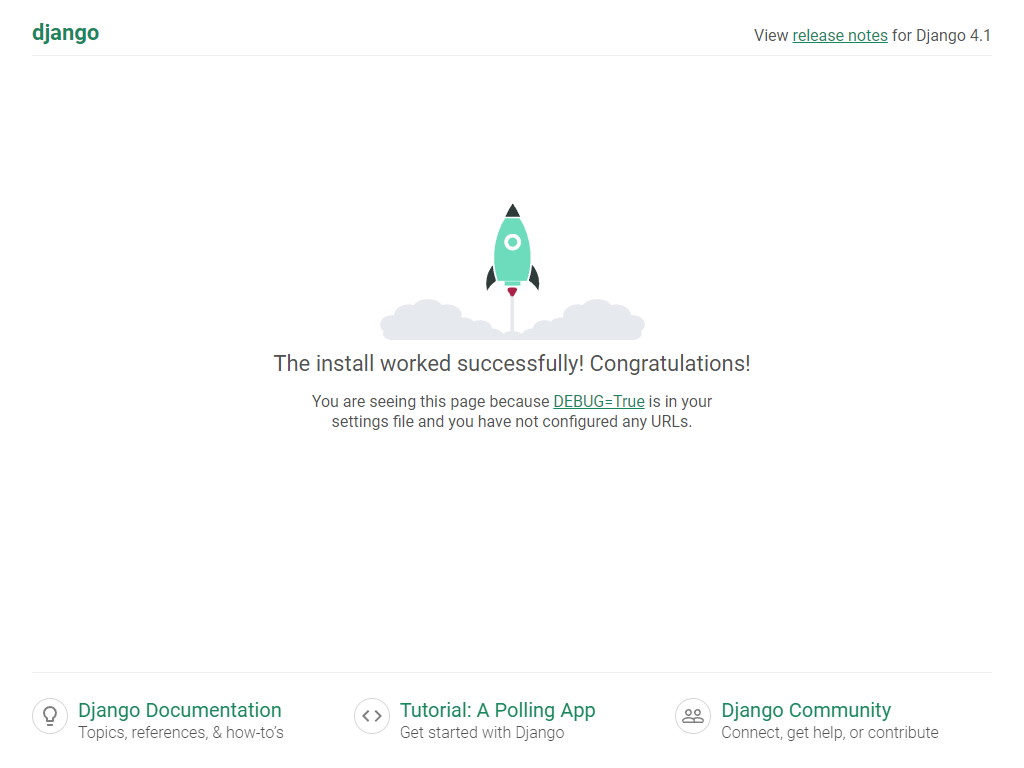 django
View release notes for Django 4.1
The install worked successfully! Congratulations!
You are seeing this page because DEBUG=True is in your
settings file and you have not configured any URLs.
Django Documentation
Topics, references, & how-to’s
Tutorial: A Polling App
Get started with Django
Django Community
Connect, get help, or contribute